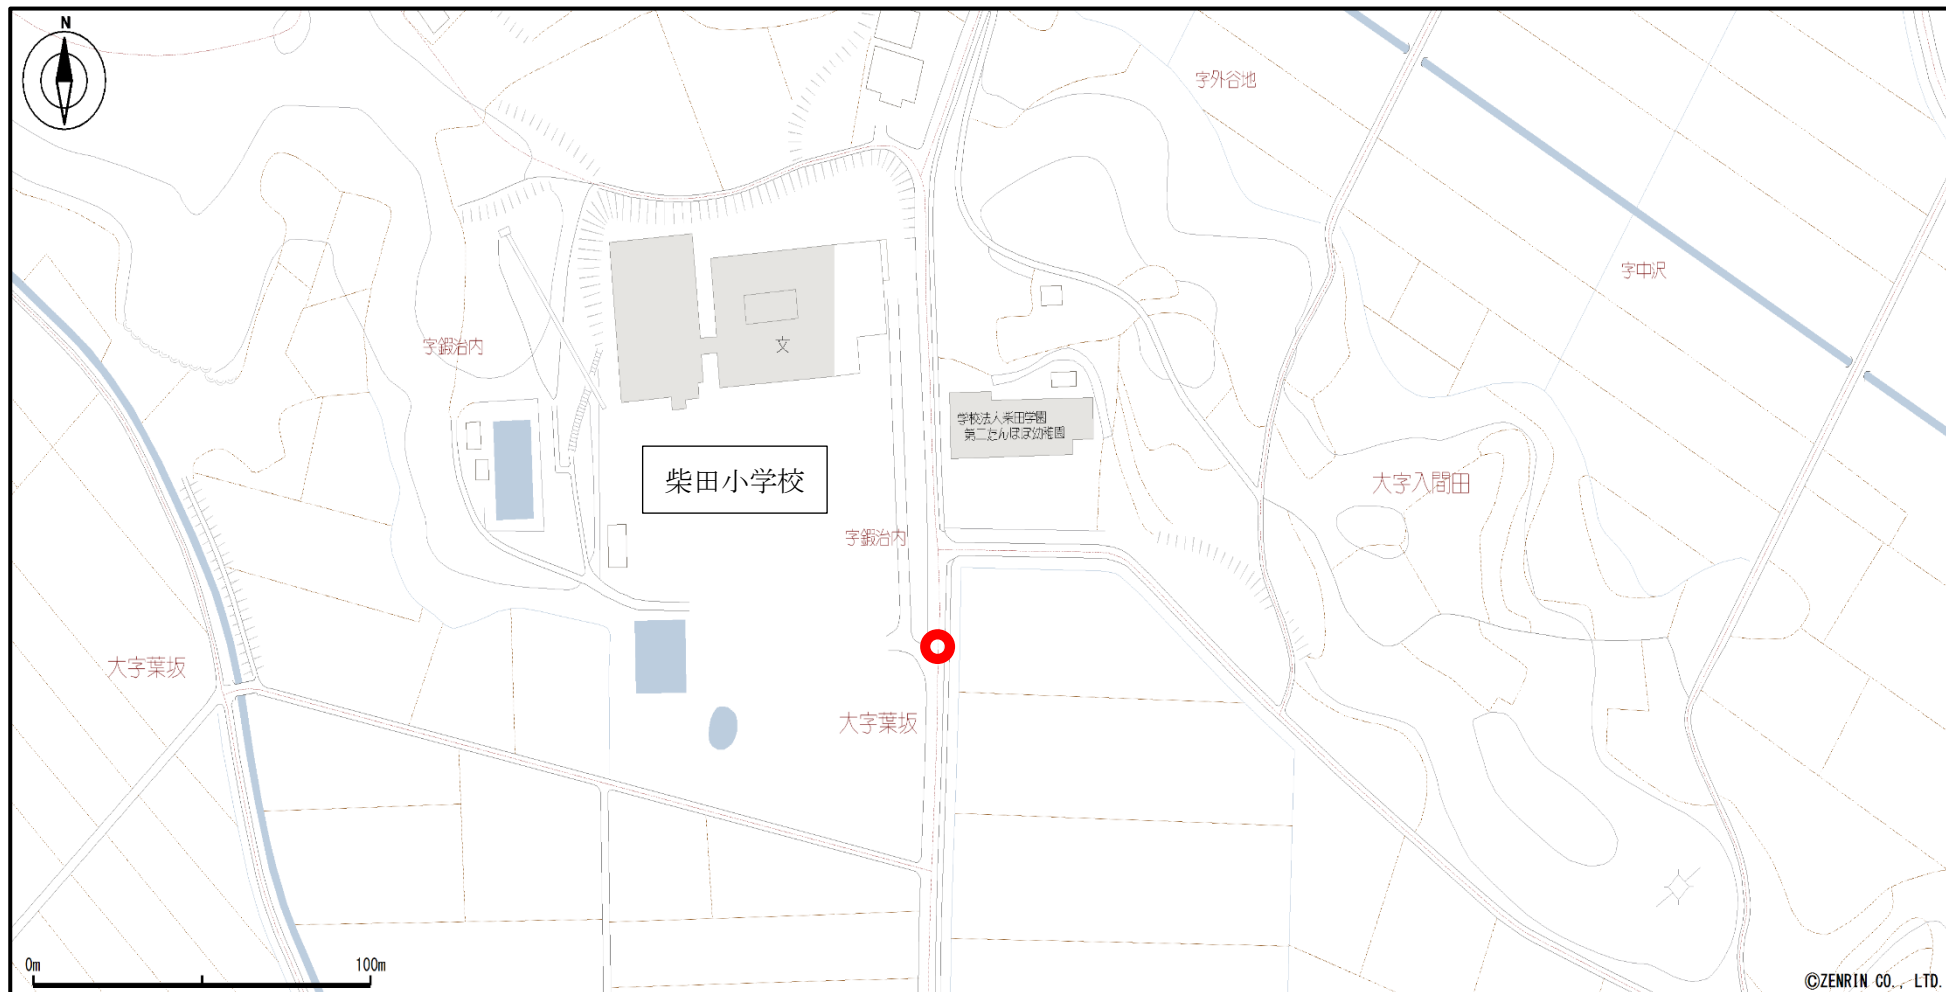 N
字外谷地
字中沢
字鍛治内
文
学校法人柴田学園
第二たんぽぽ幼稚園
柴田小学校
大字入間田
字鍛治内
大字葉坂
大字葉坂
0m
100m
©ZENRIN CO., LTD.